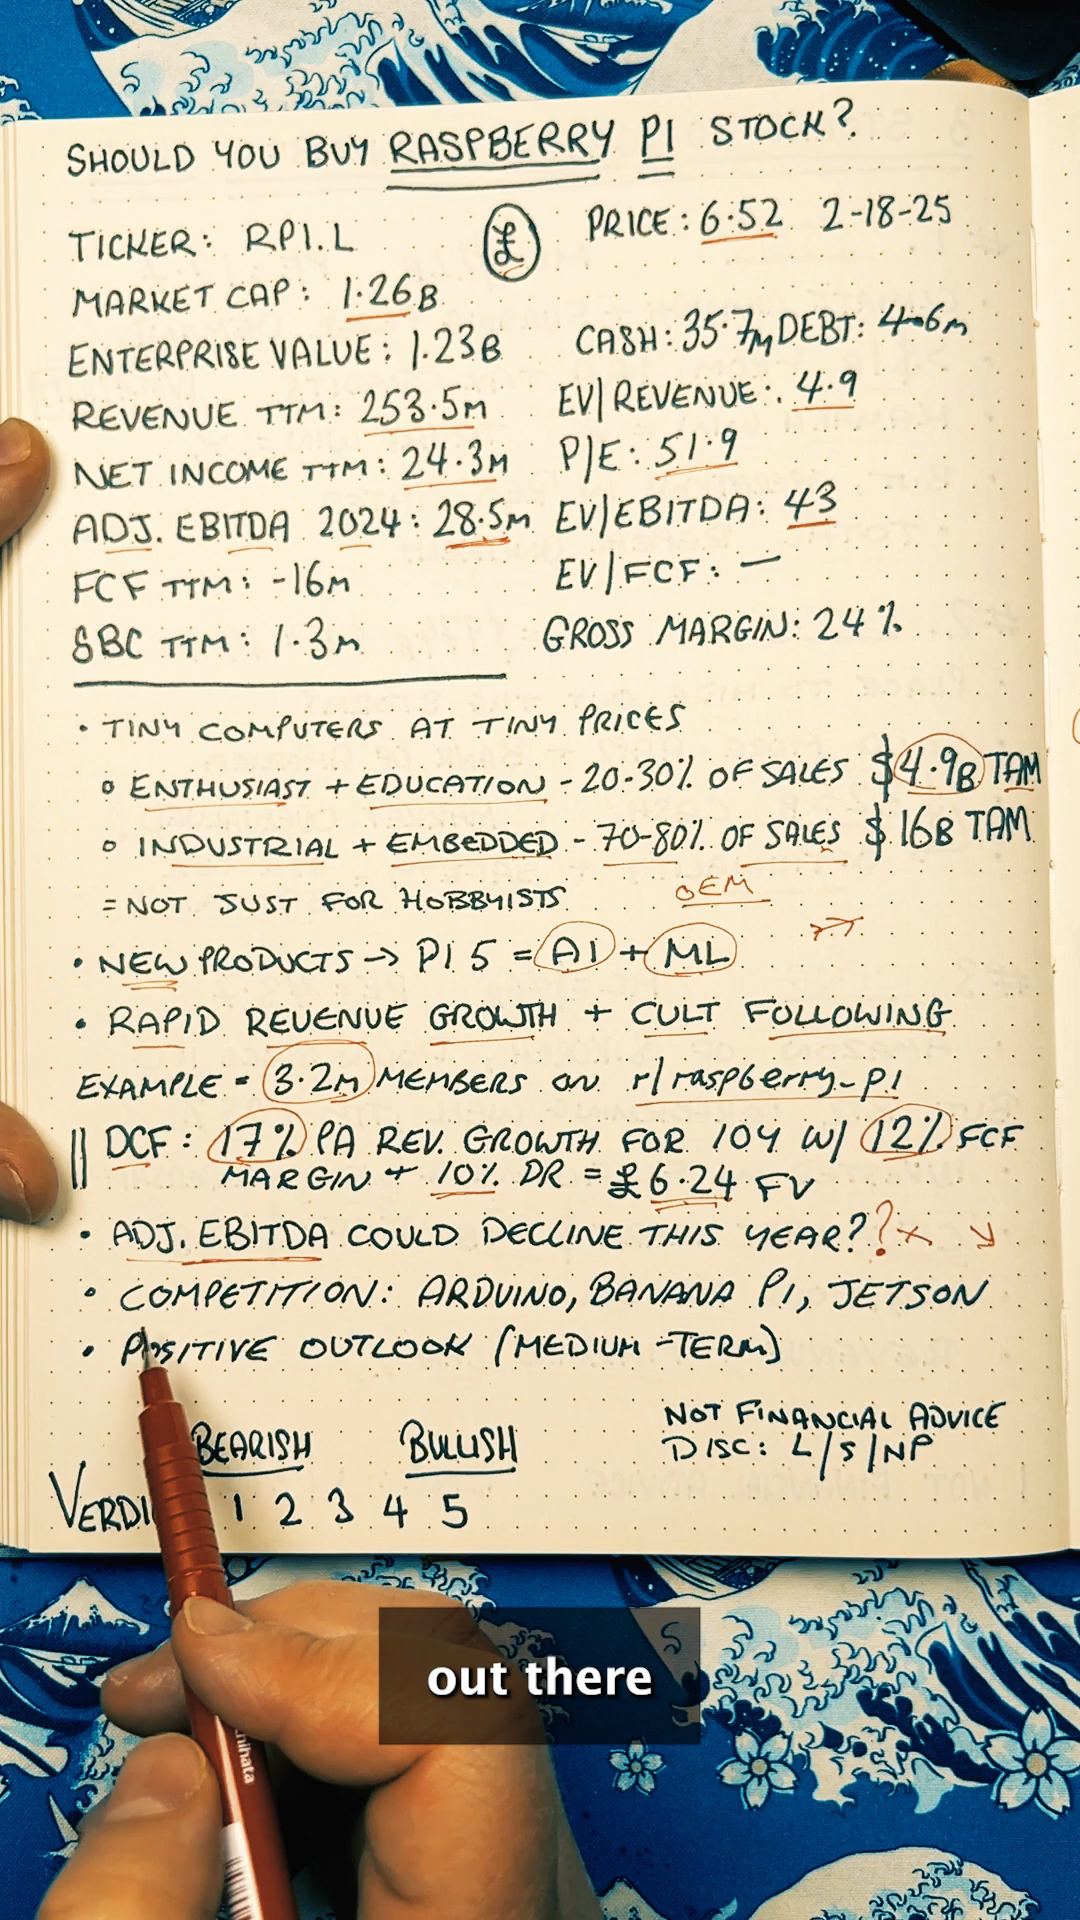 SHOULD YOU BUY RASPBERRY PI STOCK?
TICKER: RPI.L £ PRICE: 6.52 2-18-25
MARKET CAP: 1.26B
ENTERPRISE VALUE: 1.23B CASH: 35.7M DEBT: 4.6M
REVENUE TTM: 253.5M EV/REVENUE: 4.9
NET INCOME TTM: 24.3M P/E: 51.9
ADJ. EBITDA 2024: 28.5M EV/EBITDA: 43
FCF TTM: -16M EV/FCF: —
SBC TTM: 1.3M GROSS MARGIN: 24%
• TINY COMPUTERS AT TINY PRICES
o ENTHUSIAST + EDUCATION - 20-30% OF SALES $4.9B TAM
o INDUSTRIAL + EMBEDDED - 70-80% OF SALES $16B TAM
= NOT JUST FOR HOBBYISTS OEM
• NEW PRODUCTS → PI 5 = AI + ML
• RAPID REVENUE GROWTH + CULT FOLLOWING
EXAMPLE = 3.2M MEMBERS ON r/raspberry_pi
|| DCF: 17% PA REV. GROWTH FOR 10Y W/ 12% FCF
MARGIN + 10% DR = £6.24 FV
• ADJ. EBITDA COULD DECLINE THIS YEAR? ?
• COMPETITION: ARDUINO, BANANA PI, JETSON
• POSITIVE OUTLOOK (MEDIUM-TERM)
NOT FINANCIAL ADVICE
DISC: L/S/NP
BEARISH BULLISH
VERDI 1 2 3 4 5
out there